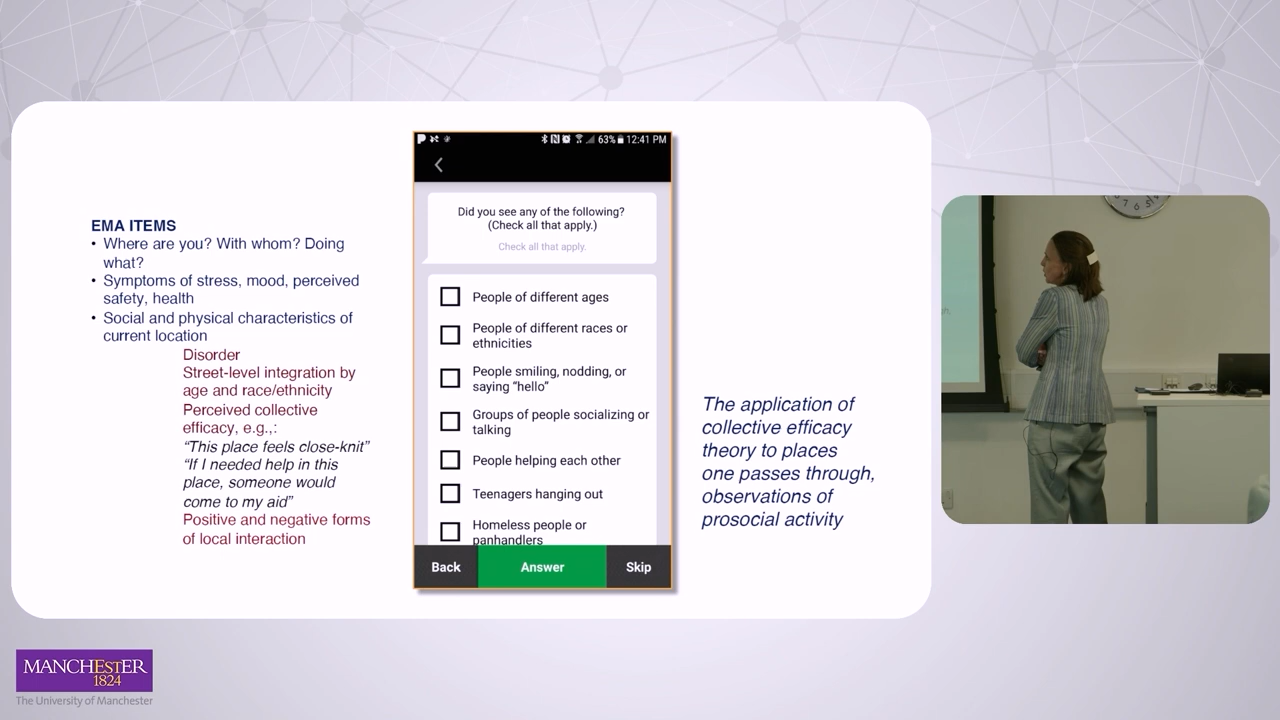 EMA ITEMS
• Where are you? With whom? Doing
what?
• Symptoms of stress, mood, perceived
safety, health
• Social and physical characteristics of
current location
Disorder
Street-level integration by
age and race/ethnicity
Perceived collective
efficacy, e.g.,:
“This place feels close-knit”
“If I needed help in this
place, someone would
come to my aid”
Positive and negative forms
of local interaction
63% 12:41 PM
Did you see any of the following?
(Check all that apply.)
Check all that apply.
People of different ages
People of different races or
ethnicities
People smiling, nodding, or
saying “hello”
Groups of people socializing or
talking
People helping each other
Teenagers hanging out
Homeless people or
panhandlers
Back Answer Skip
The application of
collective efficacy
theory to places
one passes through,
observations of
prosocial activity
7 6 5
MANCHESTER
1824
The University of Manchester